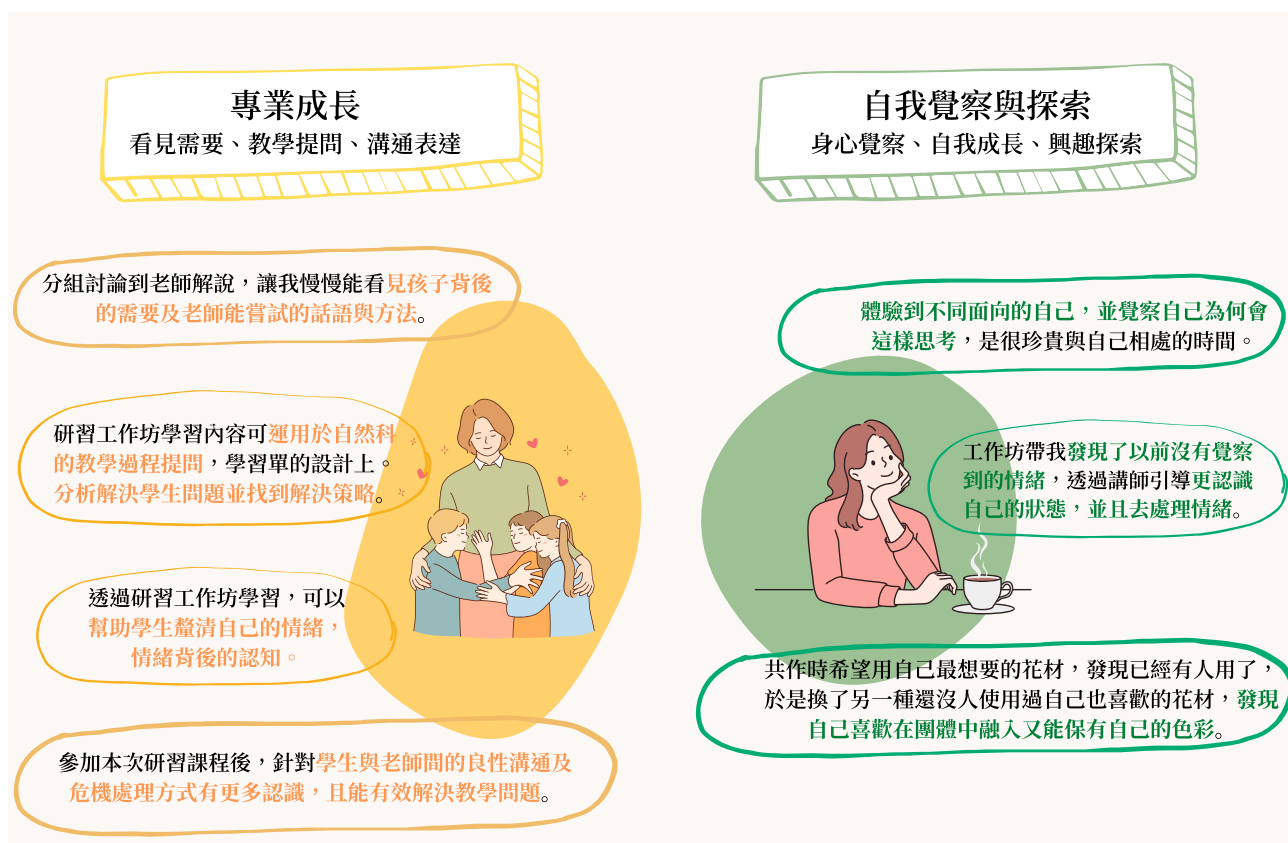 專業成長
看見需要、教學提問、溝通表達
分組討論到老師解說，讓我慢慢能看見孩子背後
的需要及老師能嘗試的話語與方法。
研習工作坊學習內容可運用於自然科
的教學過程提問，學習單的設計上。
分析解決學生問題並找到解決策略。
透過研習工作坊學習，可以
幫助學生釐清自己的情緒，
情緒背後的認知。
參加本次研習課程後，針對學生與老師間的良性溝通及
危機處理方式有更多認識，且能有效解決教學問題。
自我覺察與探索
身心覺察、自我成長、興趣探索
體驗到不同面向的自己，並覺察自己為何會
這樣思考，是很珍貴與自己相處的時間。
工作坊帶我發現了以前沒有覺察
到的情緒，透過講師引導更認識
自己的狀態，並且去處理情緒。
共作時希望用自己最想要的花材，發現已經有人用了，
於是換了另一種還沒人使用過自己也喜歡的花材，發現
自己喜歡在團體中融入又能保有自己的色彩。